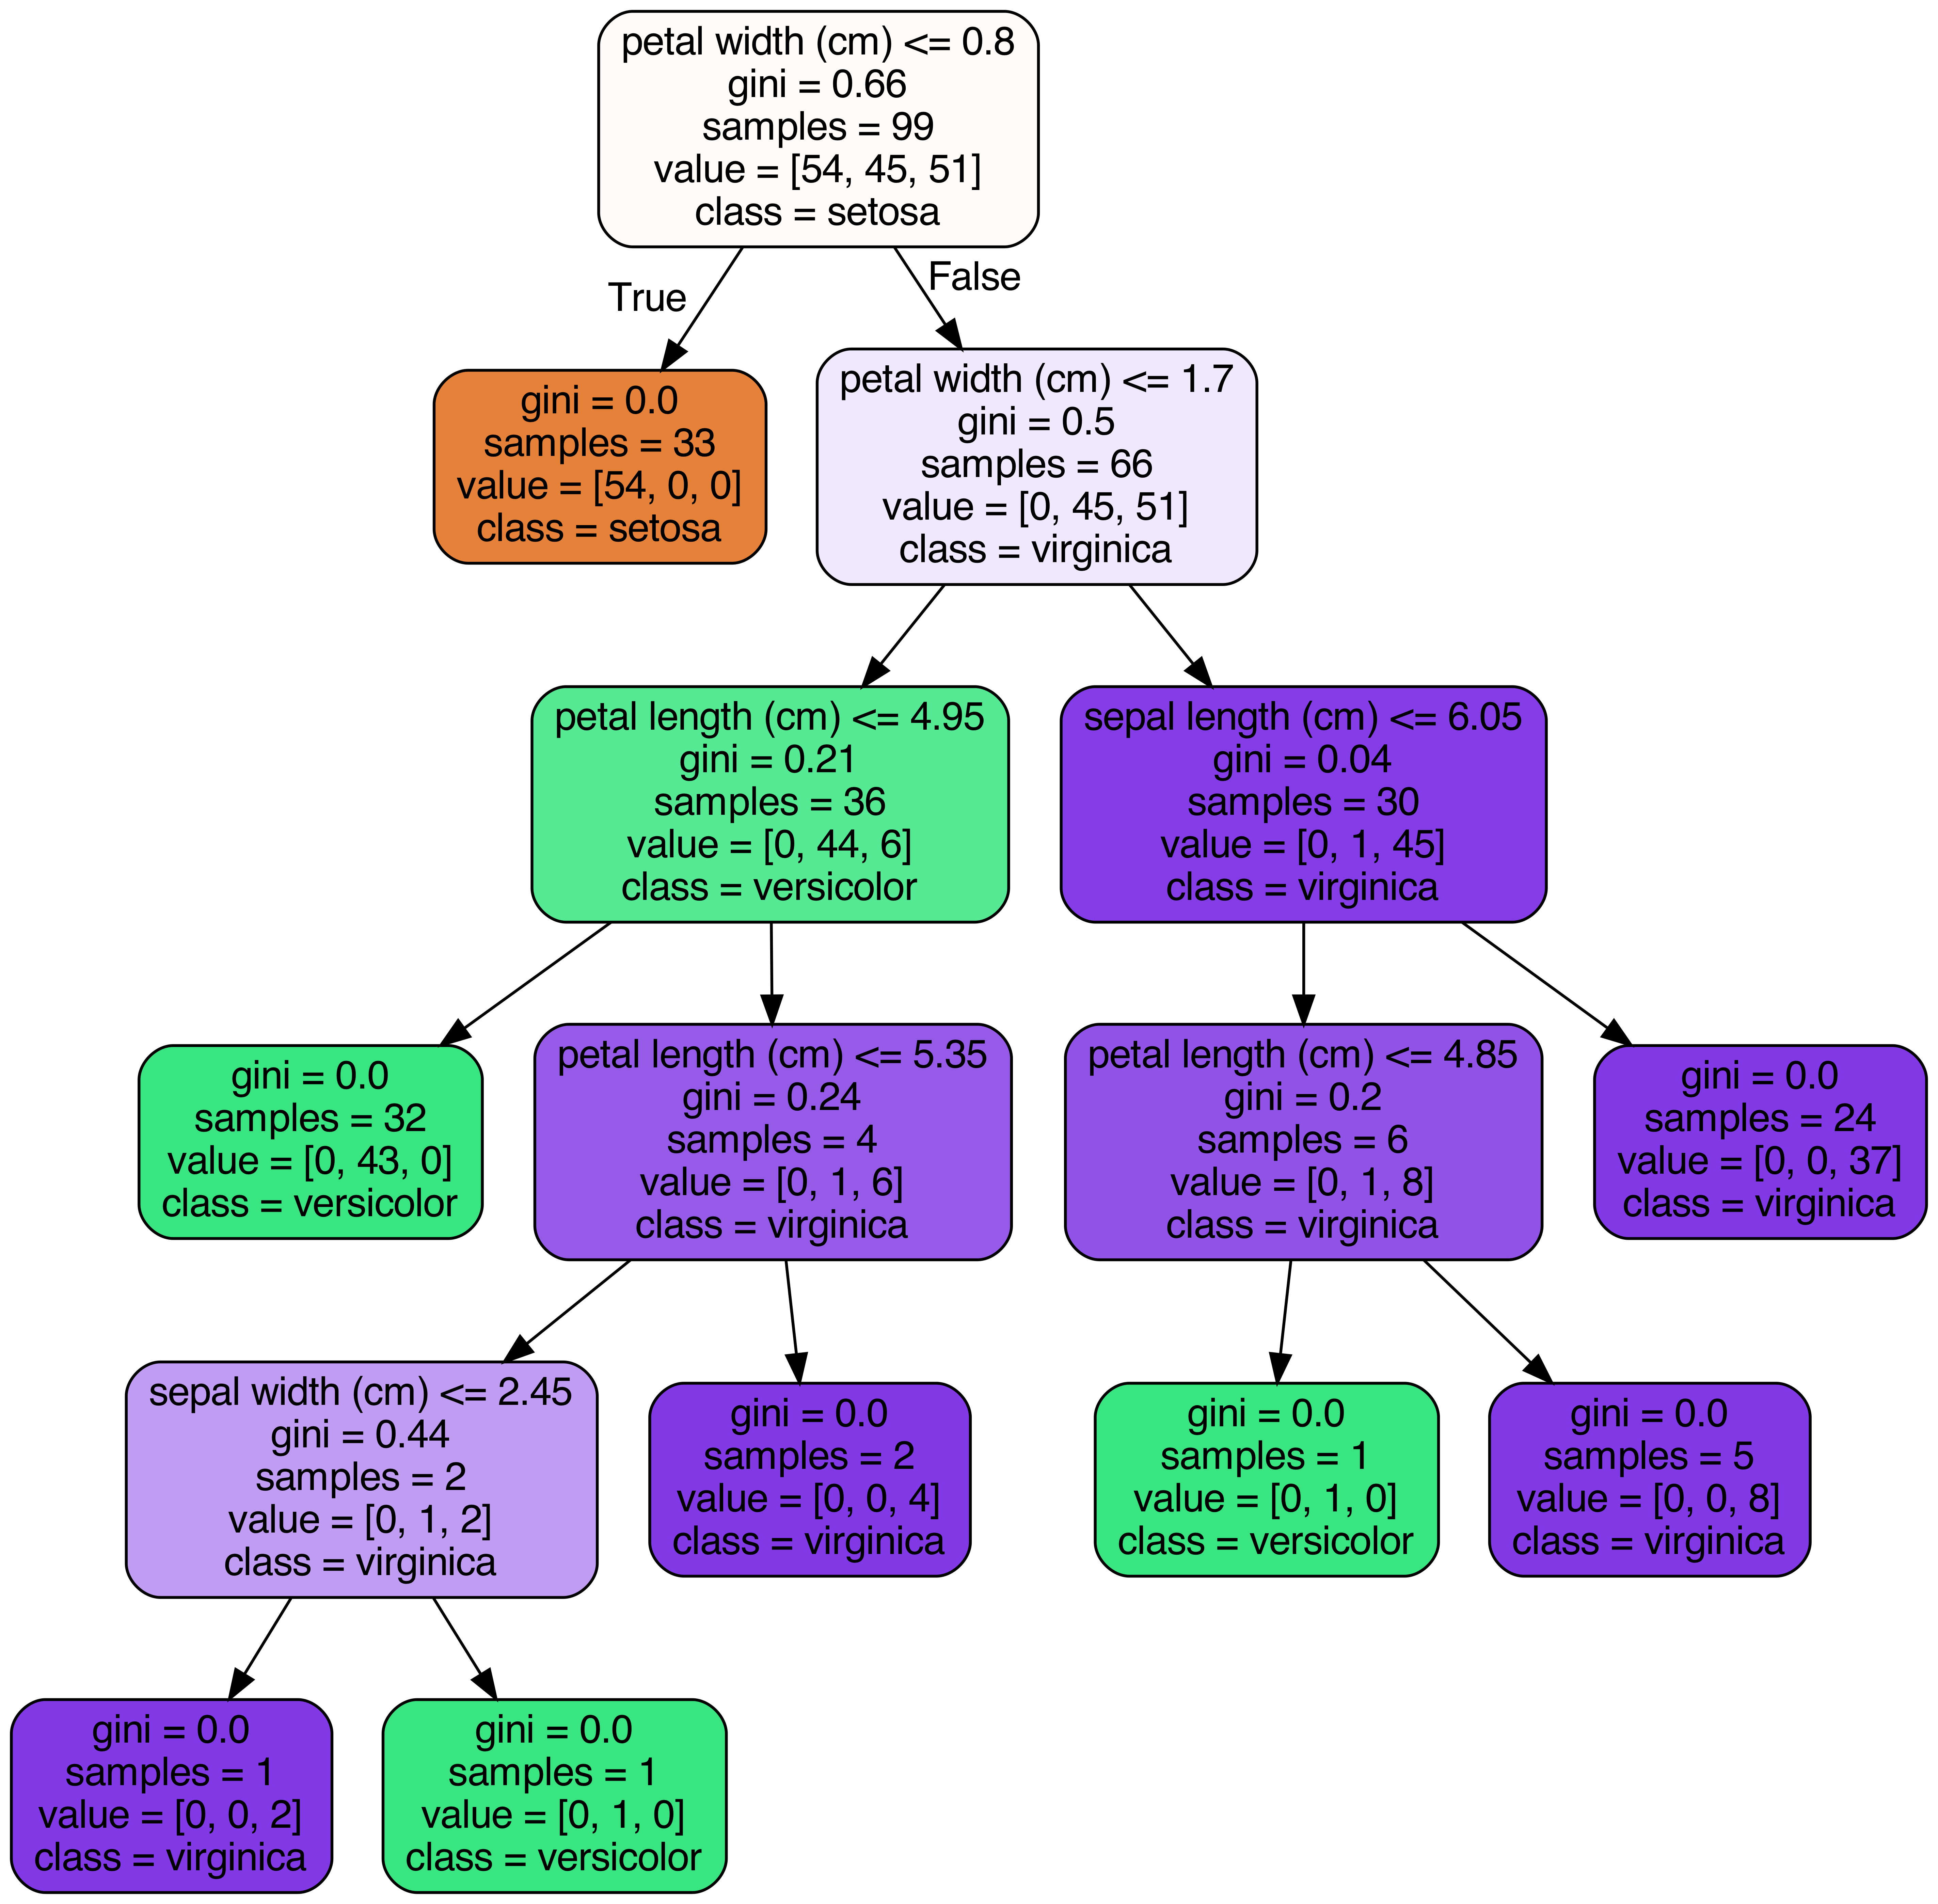 petal width (cm) <= 0.8
gini = 0.66
samples = 99
value = [54, 45, 51]
class = setosa
True
False
gini = 0.0
samples = 33
value = [54, 0, 0]
class = setosa
petal width (cm) <= 1.7
gini = 0.5
samples = 66
value = [0, 45, 51]
class = virginica
petal length (cm) <= 4.95
gini = 0.21
samples = 36
value = [0, 44, 6]
class = versicolor
sepal length (cm) <= 6.05
gini = 0.04
samples = 30
value = [0, 1, 45]
class = virginica
gini = 0.0
samples = 32
value = [0, 43, 0]
class = versicolor
petal length (cm) <= 5.35
gini = 0.24
samples = 4
value = [0, 1, 6]
class = virginica
petal length (cm) <= 4.85
gini = 0.2
samples = 6
value = [0, 1, 8]
class = virginica
gini = 0.0
samples = 24
value = [0, 0, 37]
class = virginica
sepal width (cm) <= 2.45
gini = 0.44
samples = 2
value = [0, 1, 2]
class = virginica
gini = 0.0
samples = 2
value = [0, 0, 4]
class = virginica
gini = 0.0
samples = 1
value = [0, 1, 0]
class = versicolor
gini = 0.0
samples = 5
value = [0, 0, 8]
class = virginica
gini = 0.0
samples = 1
value = [0, 0, 2]
class = virginica
gini = 0.0
samples = 1
value = [0, 1, 0]
class = versicolor